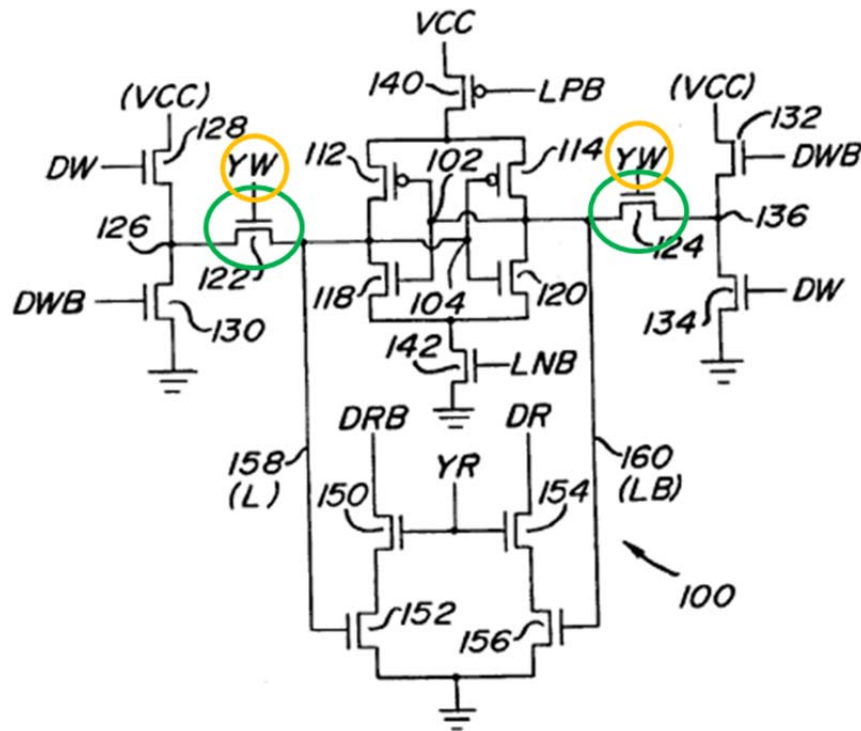 VCC
140
LPB
(VCC)
(VCC)
128
132
112
102
114
DW
YW
YW
DWB
126
136
122
124
118
104
120
DWB
130
134
DW
142
LNB
DRB
DR
158
(L)
YR
160
(LB)
150
154
100
152
156